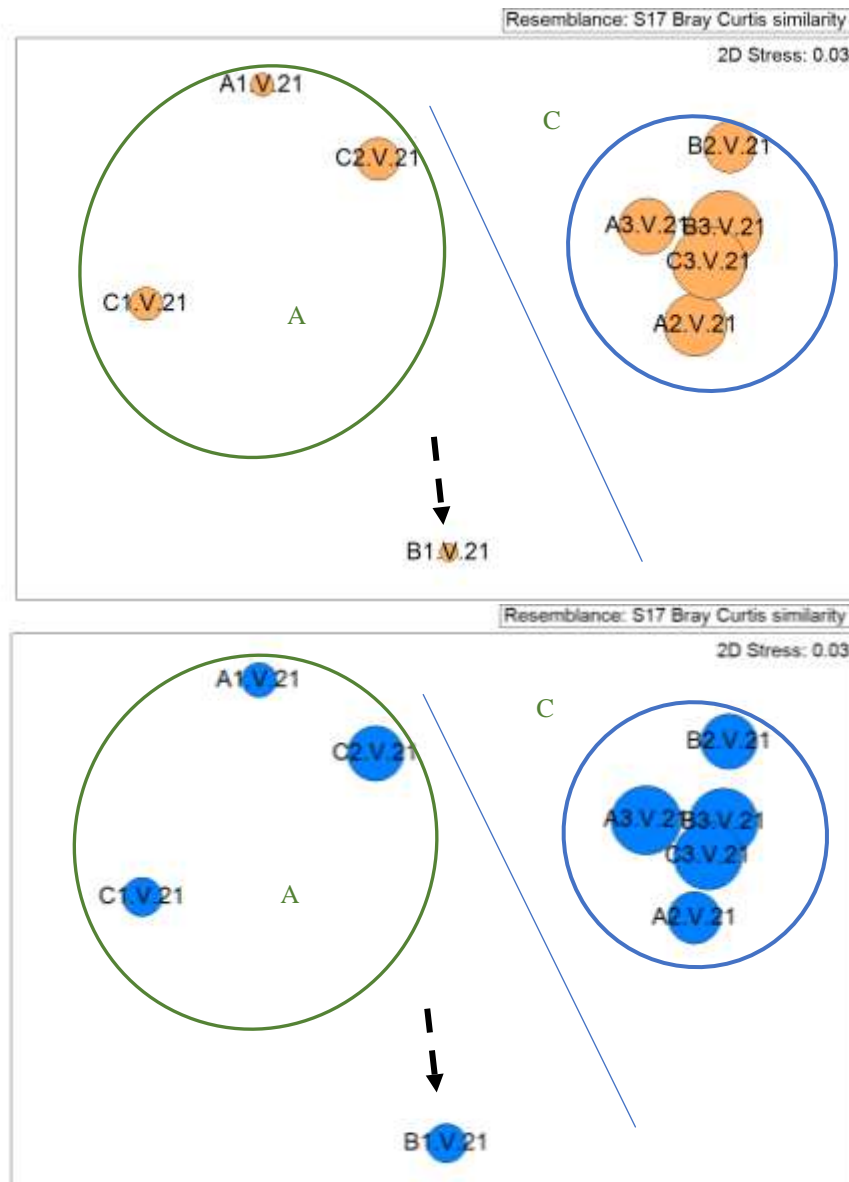 Resemblance: S17 Bray Curtis similarity
2D Stress: 0.03
A1.V.21
C
B2.V.21
C2.V.21
A3.V.21
B3.V.21
C3.V.21
C1.V.21
A
A2.V.21
B1.V.21
Resemblance: S17 Bray Curtis similarity
2D Stress: 0.03
A1.V.21
C
B2.V.21
C2.V.21
A3.V.21
B3.V.21
C3.V.21
C1.V.21
A
A2.V.21
B1.V.21